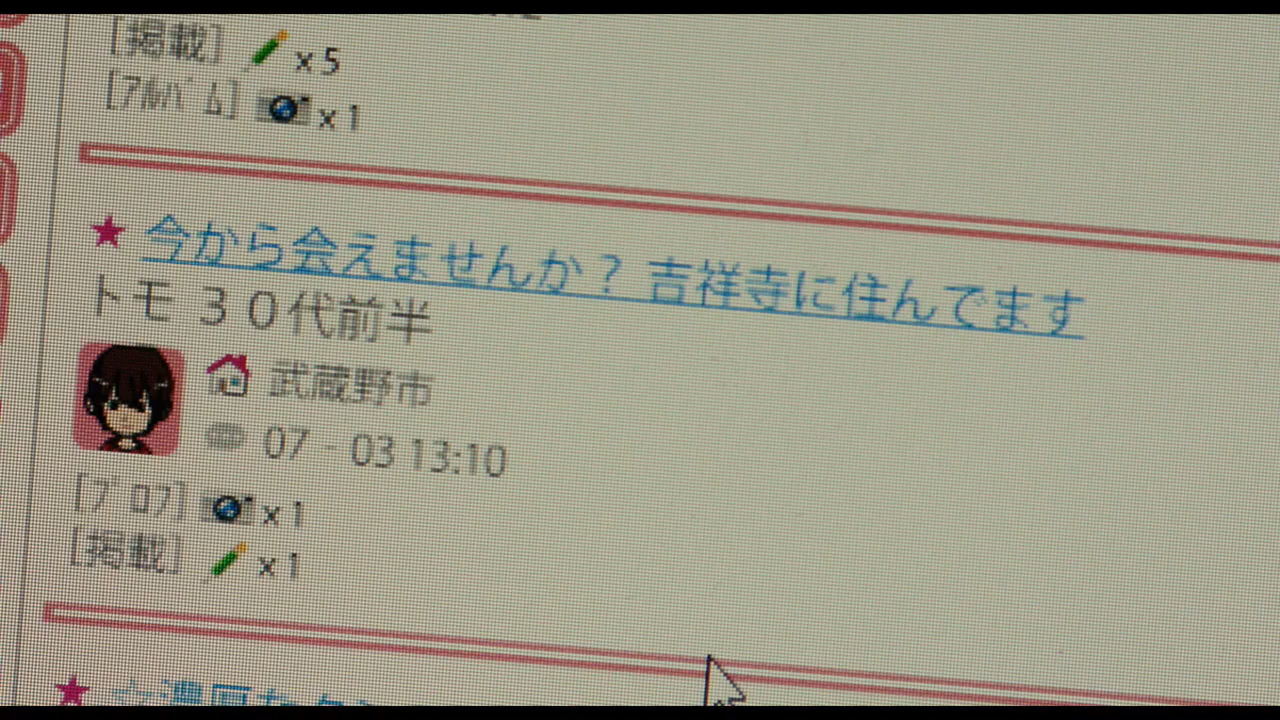 [掲載] x5
[ｱﾙﾊﾞﾑ] x1
★ 今から会えませんか？ 吉祥寺に住んでます
トモ ３０代前半
武蔵野市
07 - 03 13:10
[ﾌﾟﾛﾌ] x1
[掲載] x1
★